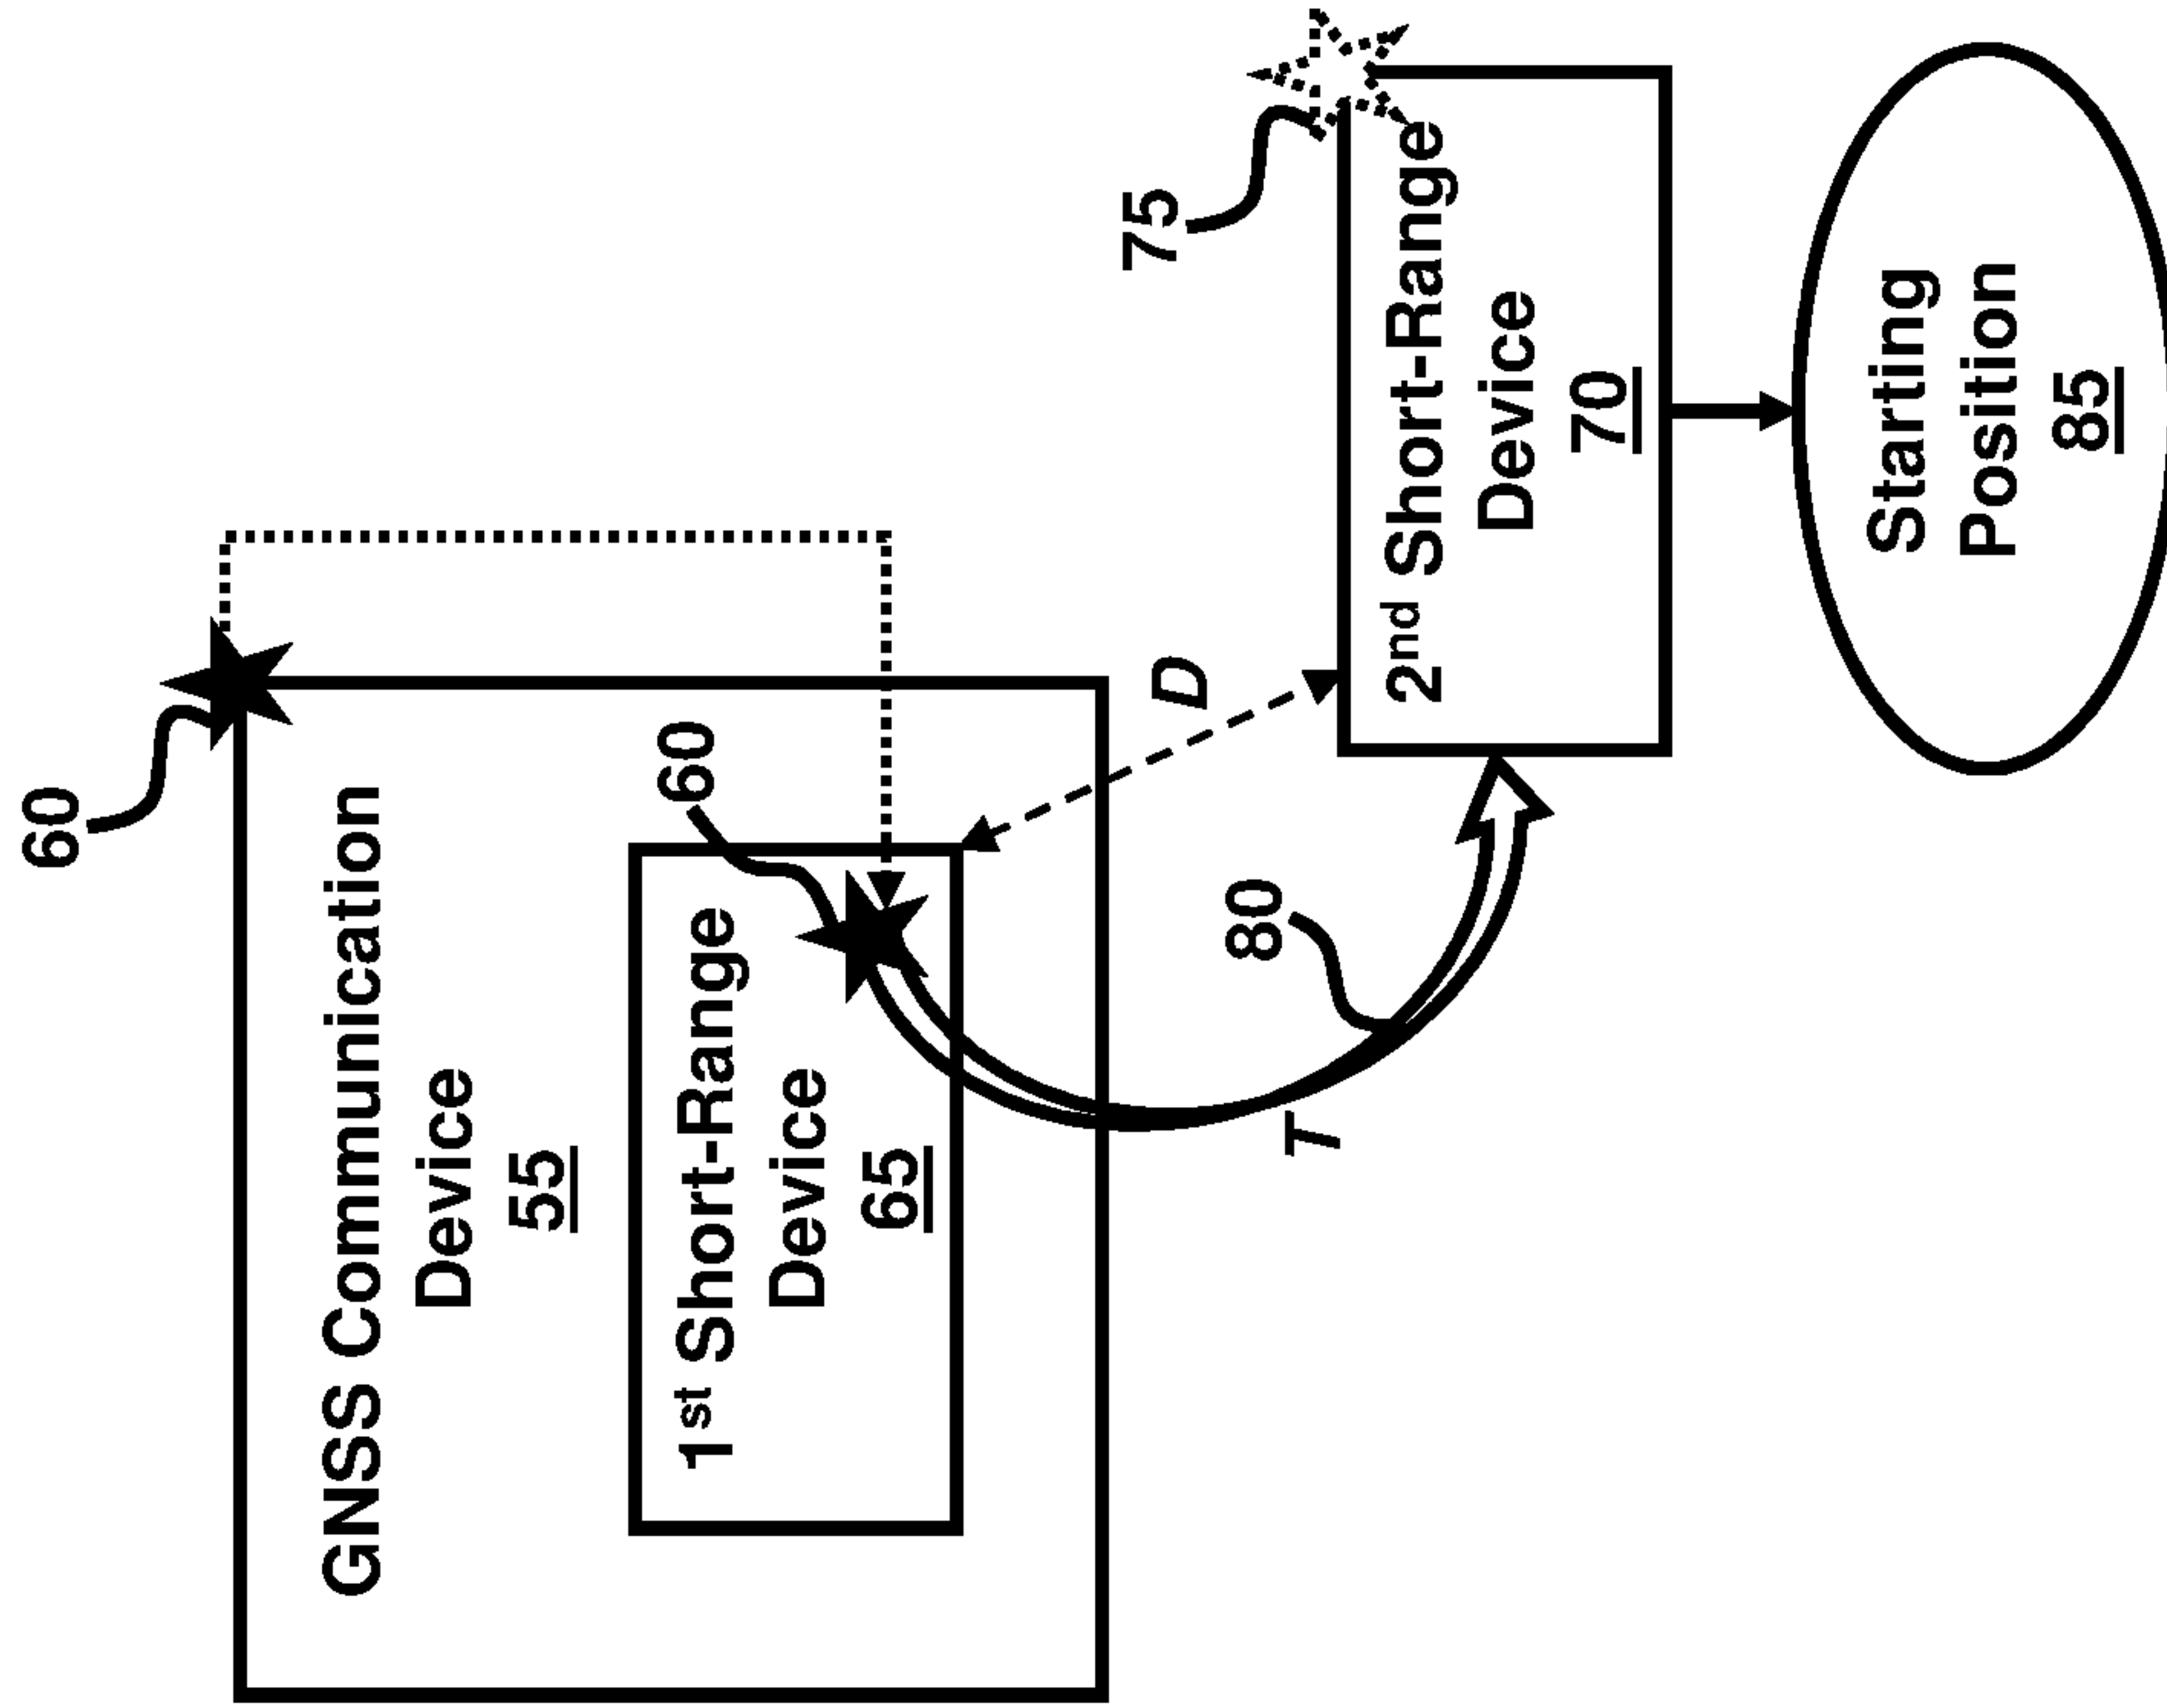 60
GNSS Communication
Device
55
60
1st Short-Range
Device
65
D
80
T
75
2nd Short-Range
Device
70
Starting
Position
85